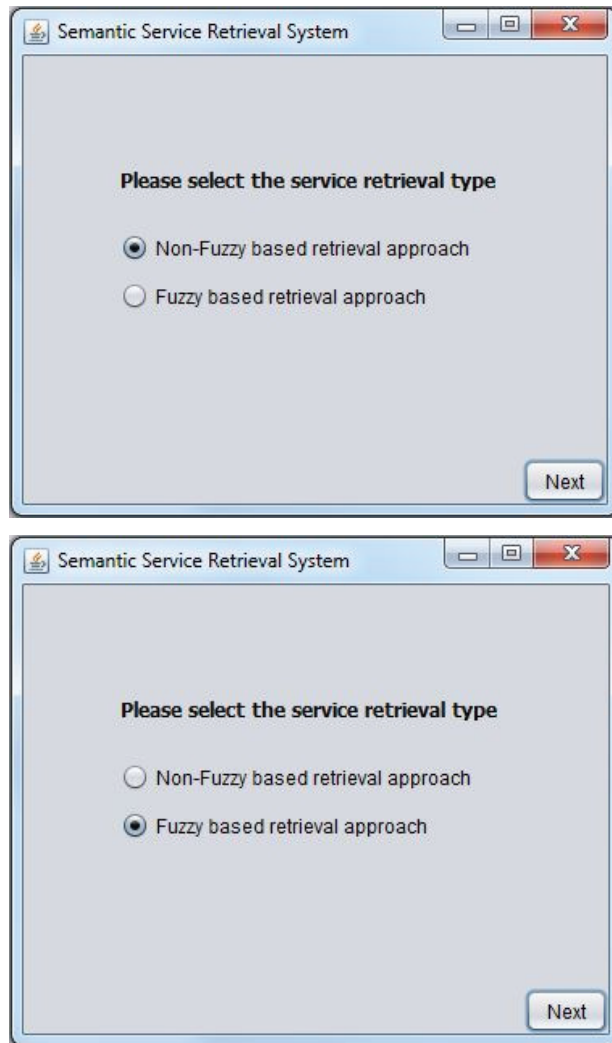 Semantic Service Retrieval System
Please select the service retrieval type
Non-Fuzzy based retrieval approach
Fuzzy based retrieval approach
Next
Semantic Service Retrieval System
Please select the service retrieval type
Non-Fuzzy based retrieval approach
Fuzzy based retrieval approach
Next